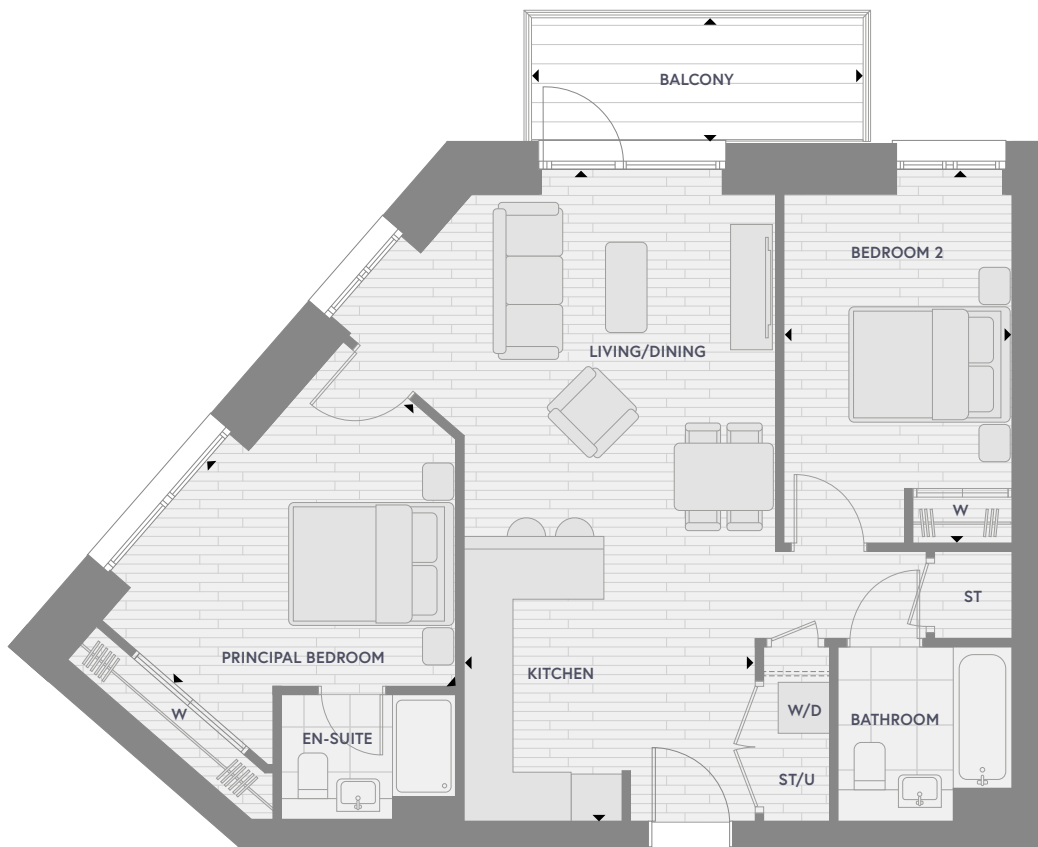 BALCONY
BEDROOM 2
LIVING/DINING
W
ST
PRINCIPAL BEDROOM
KITCHEN
W
W/D
BATHROOM
EN-SUITE
ST/U